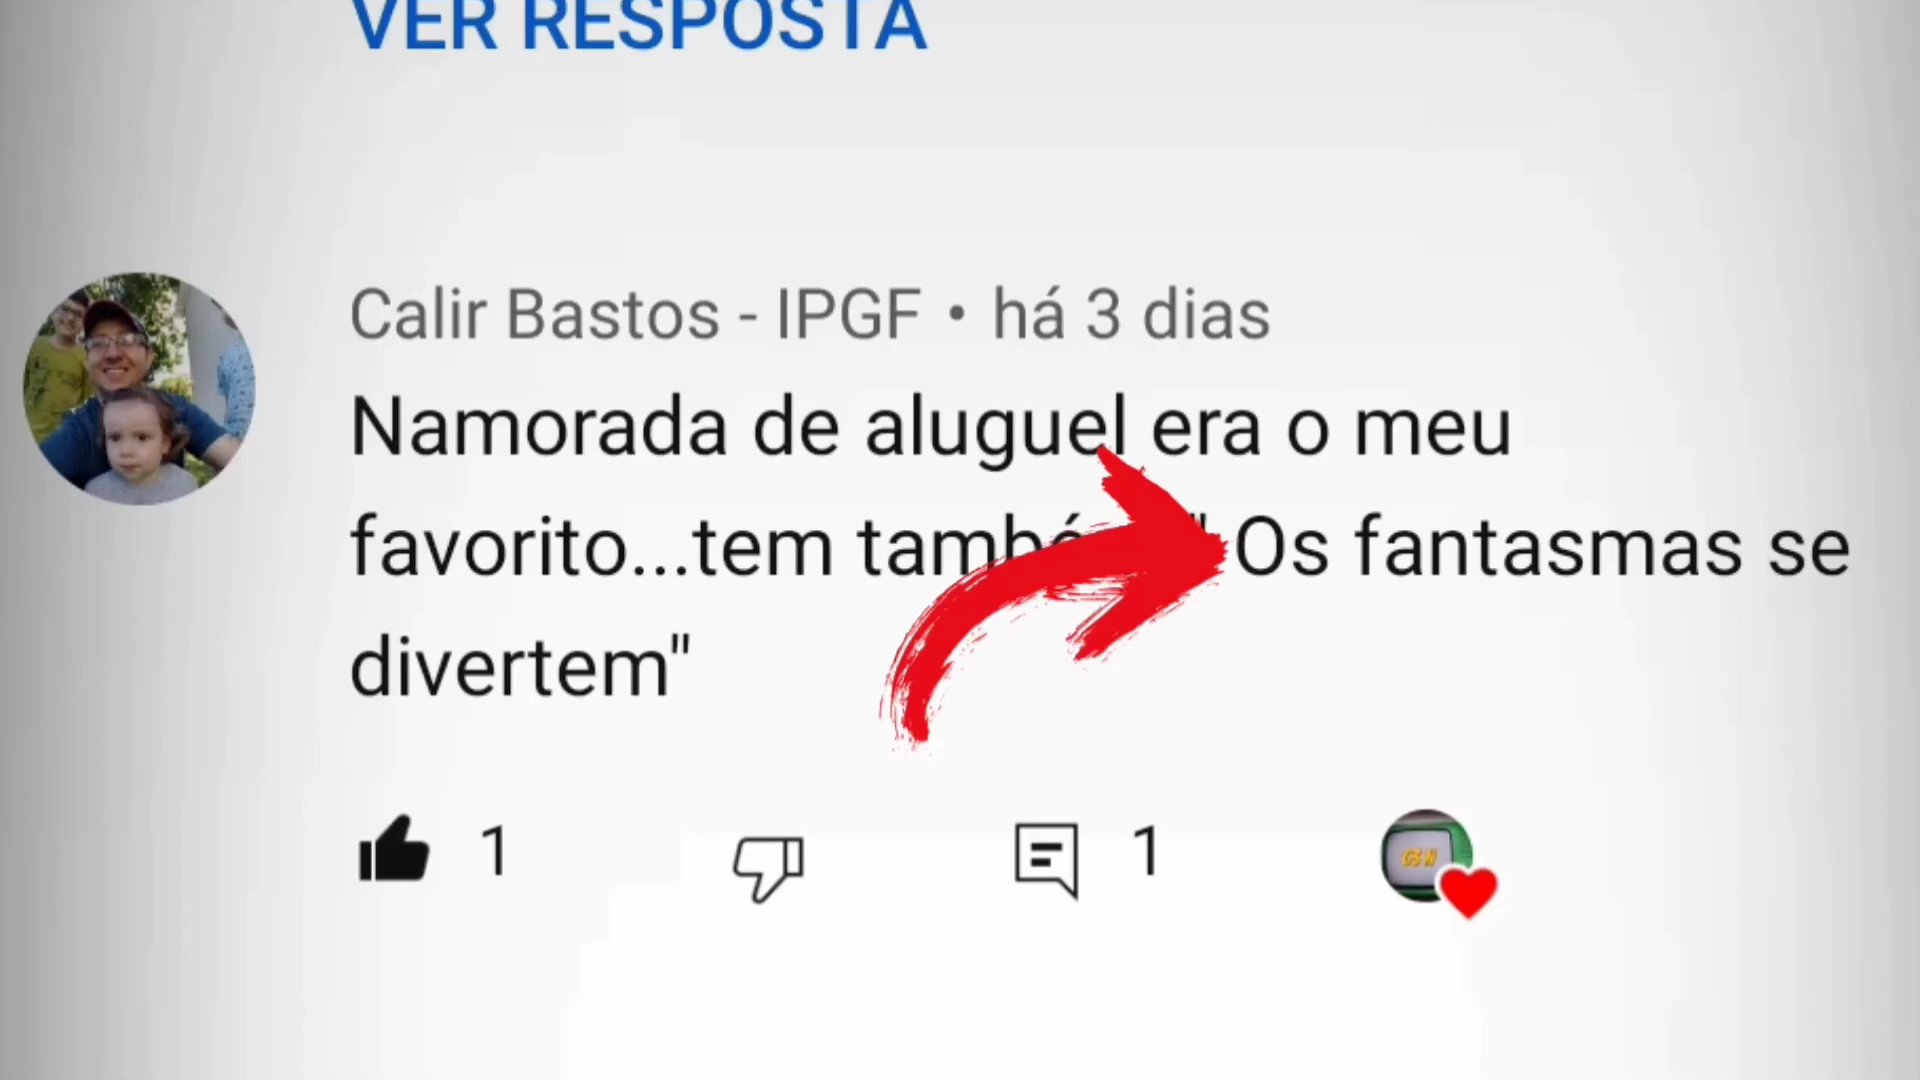 VER RESPOSTA
Calir Bastos - IPGF • há 3 dias
Namorada de aluguel era o meu
favorito...tem també " Os fantasmas se
divertem"
1 1